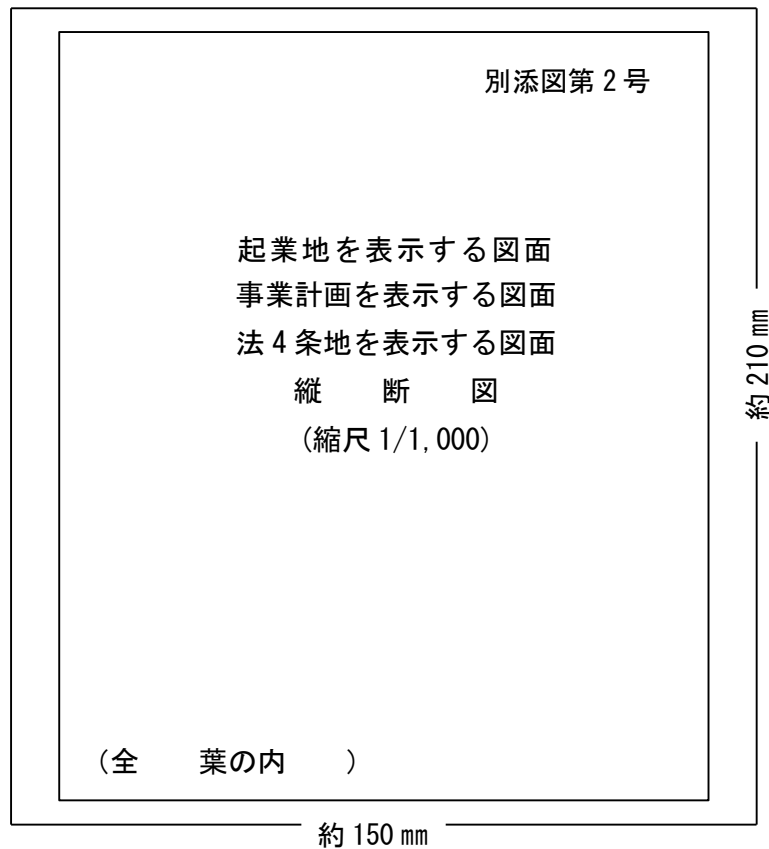 別添図第2号
起業地を表示する図面
事業計画を表示する図面
法4条地を表示する図面
縦　断　図
(縮尺1/1,000)
約210㎜
(全　　葉の内　　)
約150㎜